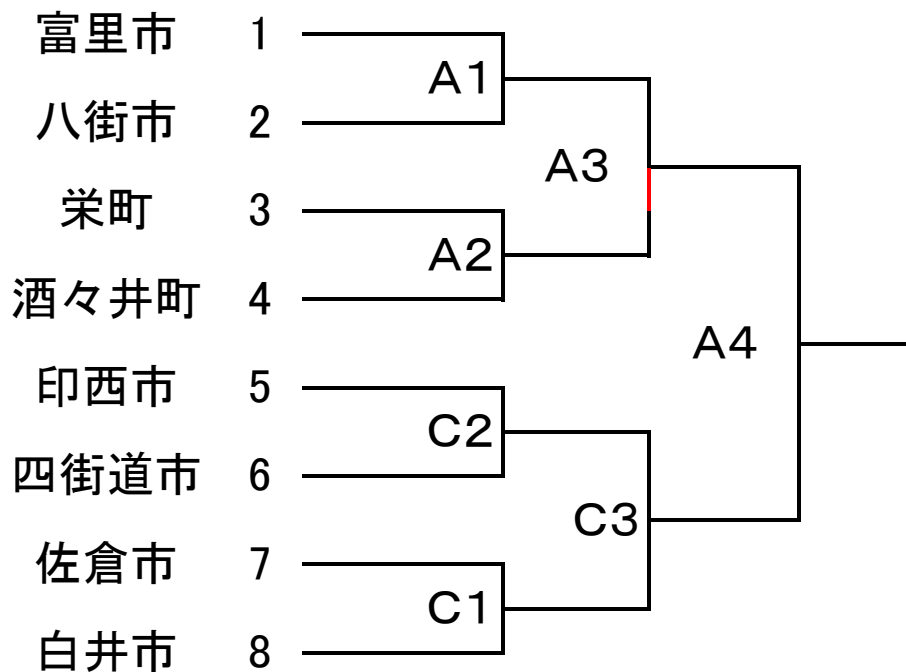 富里市 1
A1
八街市 2
A3
栄町 3
A2
酒々井町 4
A4
印西市 5
C2
四街道市 6
C3
佐倉市 7
C1
白井市 8